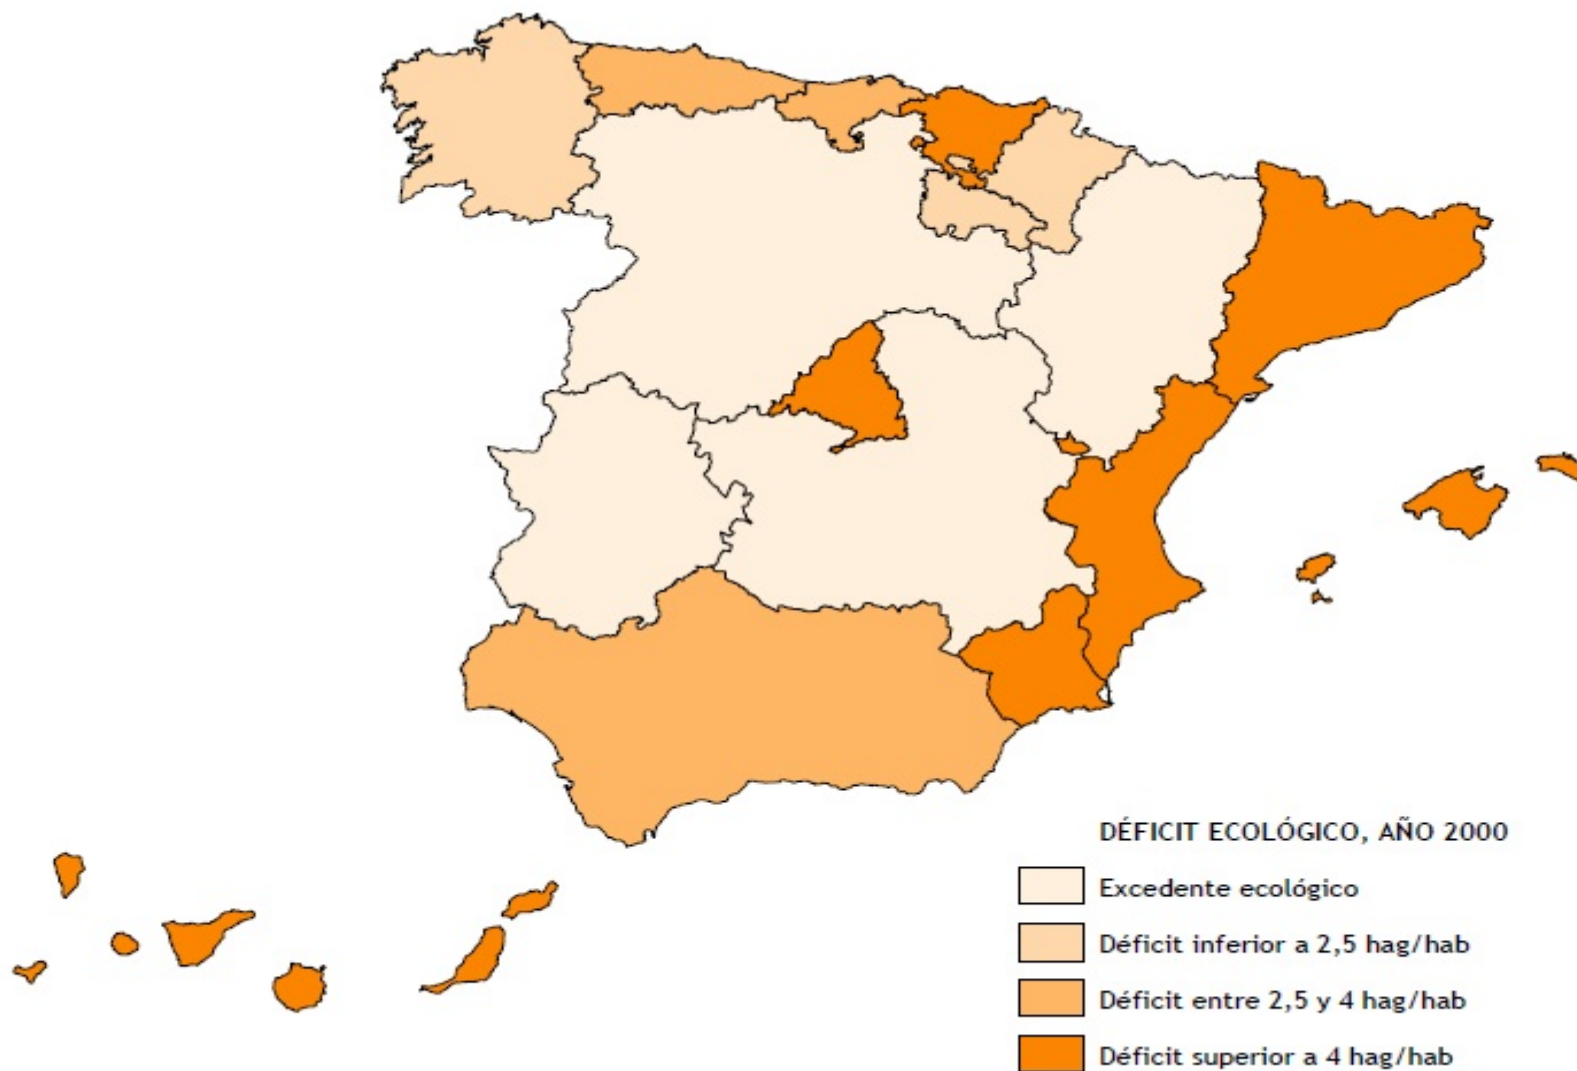 DÉFICIT ECOLÓGICO, AÑO 2000
Excedente ecológico
Déficit inferior a 2,5 hag/hab
Déficit entre 2,5 y 4 hag/hab
Déficit superior a 4 hag/hab